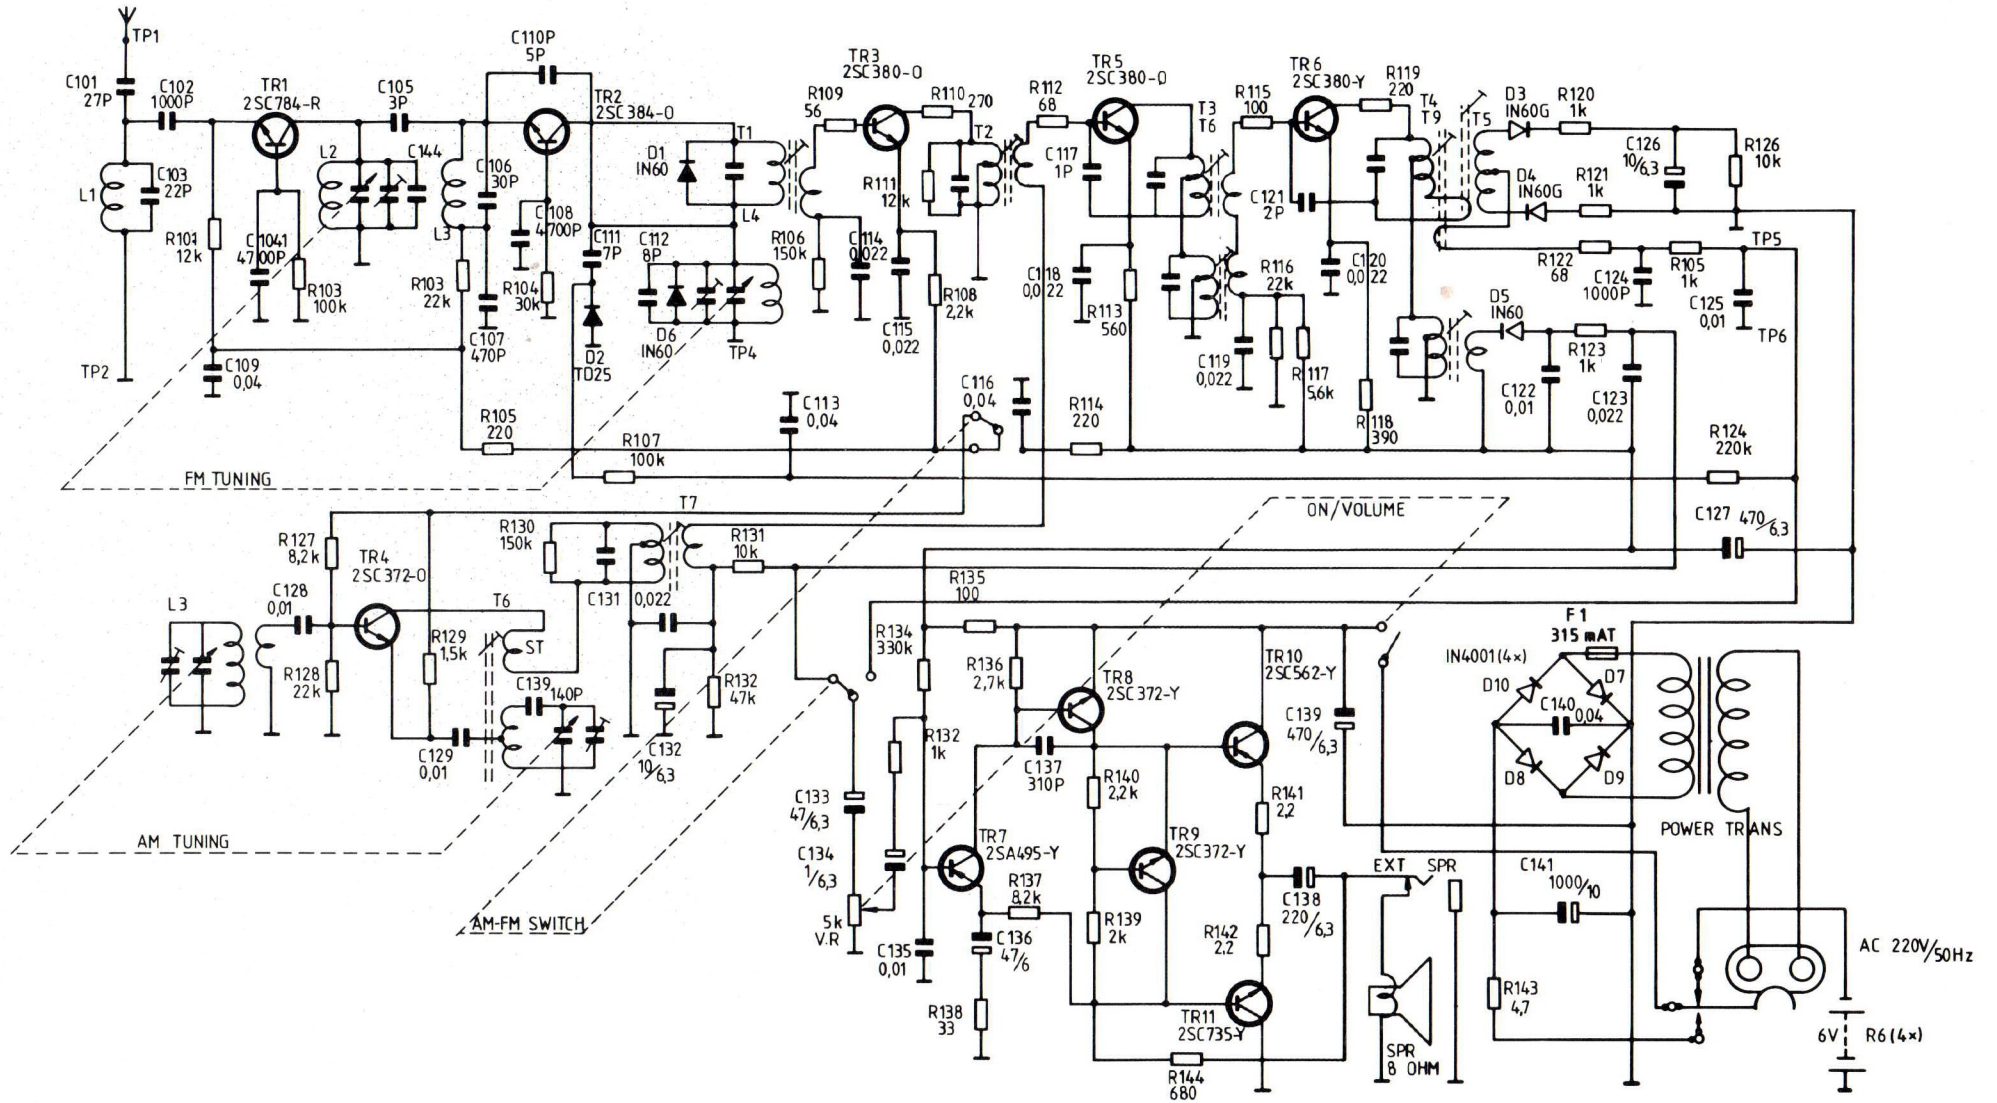 TP1
C101
27P
C102
1000P
TR1
2SC784-R
C105
3P
C110P
5P
TR2
2SC384-O
TR3
2SC380-O
R109
56
R110
270
R112
68
TR5
2SC380-O
T3
T6
R115
100
TR6
2SC380-Y
R119
220
T4
T9
T5
D3
IN60G
R120
1k
C126
10/6,3
R126
10k
L1
C103
22P
L2
C144
C106
30P
D1
IN60
T1
R111
12k
T2
C117
1P
C121
2P
D4
IN60G
R121
1k
R101
12k
C1041
4700P
R103
100k
L3
R103
22k
C108
4700P
R104
30k
C111
7P
C112
8P
L4
R106
150k
C114
0,022
C115
0,022
R108
2,2k
C118
0,022
R113
560
R116
22k
C120
0,022
R122
68
C124
1000P
R105
1k
TP5
C125
0,01
TP6
TP2
C109
0,04
C107
470P
D2
TD25
D6
IN60
TP4
C119
0,022
R117
5,6k
R118
390
D5
IN60
R123
1k
C122
0,01
C123
0,022
FM TUNING
R105
220
R107
100k
C113
0,04
C116
0,04
R114
220
R124
220k
R127
8,2k
TR4
2SC372-O
R130
150k
T7
R131
10k
ON/VOLUME
C127
470/6,3
L3
C128
0,01
R128
22k
R129
1,5k
T6
ST
C131
0,022
C139
140P
C129
0,01
R132
47k
C132
10/6,3
AM TUNING
AM-FM SWITCH
R135
100
R134
330k
R136
2,7k
TR8
2SC372-Y
TR10
2SC562-Y
R132
1k
C137
310P
R140
2,2k
C139
470/6,3
R141
2,2
C133
47/6,3
C134
1/6,3
5k
V.R
TR7
2SA495-Y
R137
8,2k
TR9
2SC372-Y
C135
0,01
C136
47/6
R139
2k
R138
33
C138
220/6,3
R142
2,2
TR11
2SC735-Y
R144
680
EXT SPR
SPR
8 OHM
F1
315 mAT
IN4001(4x)
D10
D7
C140
0,04
D8
D9
POWER TRANS
C141
1000/10
R143
4,7
AC 220V/50Hz
6V
R6(4x)